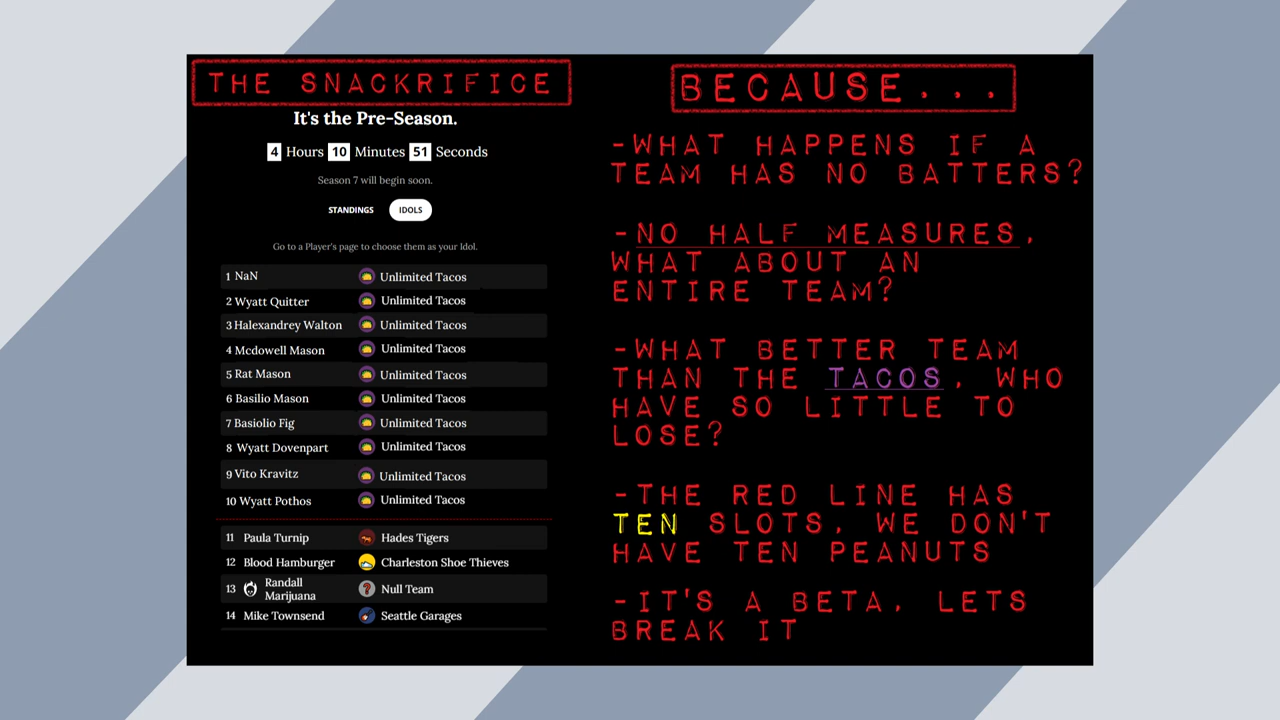 THE SNACKRIFICE
It's the Pre-Season.
4 Hours 10 Minutes 51 Seconds
Season 7 will begin soon.
STANDINGS IDOLS
Go to a Player's page to choose them as your Idol.
1 NaN Unlimited Tacos
2 Wyatt Quitter Unlimited Tacos
3 Halexandrey Walton Unlimited Tacos
4 Mcdowell Mason Unlimited Tacos
5 Rat Mason Unlimited Tacos
6 Basilio Mason Unlimited Tacos
7 Basiolio Fig Unlimited Tacos
8 Wyatt Dovenpart Unlimited Tacos
9 Vito Kravitz Unlimited Tacos
10 Wyatt Pothos Unlimited Tacos
11 Paula Turnip Hades Tigers
12 Blood Hamburger Charleston Shoe Thieves
13 Randall Marijuana Null Team
14 Mike Townsend Seattle Garages
BECAUSE...
-WHAT HAPPENS IF A
TEAM HAS NO BATTERS?
-NO HALF MEASURES,
WHAT ABOUT AN
ENTIRE TEAM?
-WHAT BETTER TEAM
THAN THE TACOS, WHO
HAVE SO LITTLE TO
LOSE?
-THE RED LINE HAS
TEN SLOTS, WE DON'T
HAVE TEN PEANUTS
-IT'S A BETA, LETS
BREAK IT